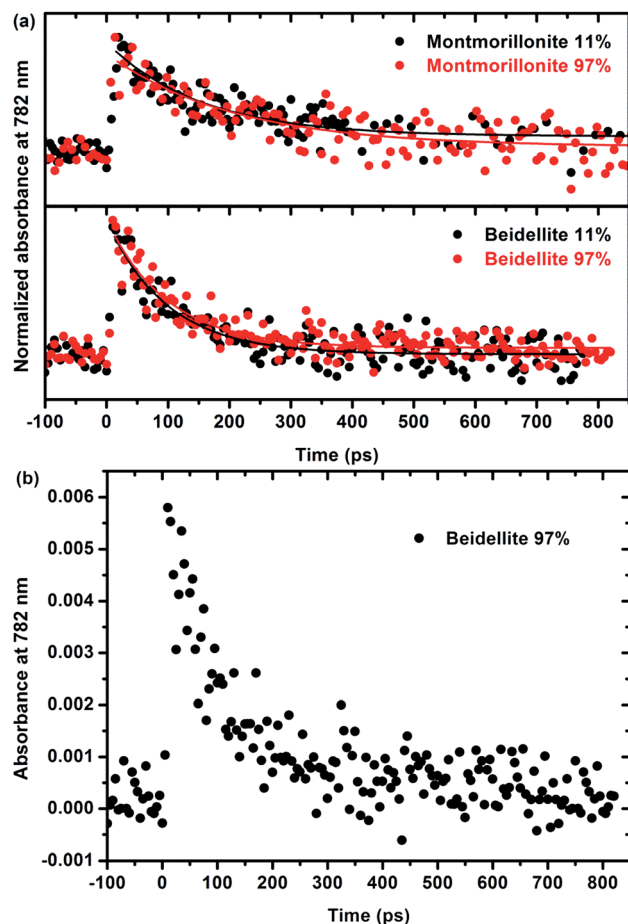 (a)
Montmorillonite 11%
Montmorillonite 97%
Beidellite 11%
Beidellite 97%
Normalized absorbance at 782 nm
-100 0 100 200 300 400 500 600 700 800
Time (ps)
(b)
0.006
0.005
0.004
0.003
0.002
0.001
0.000
-0.001
Beidellite 97%
Absorbance at 782 nm
-100 0 100 200 300 400 500 600 700 800
Time (ps)